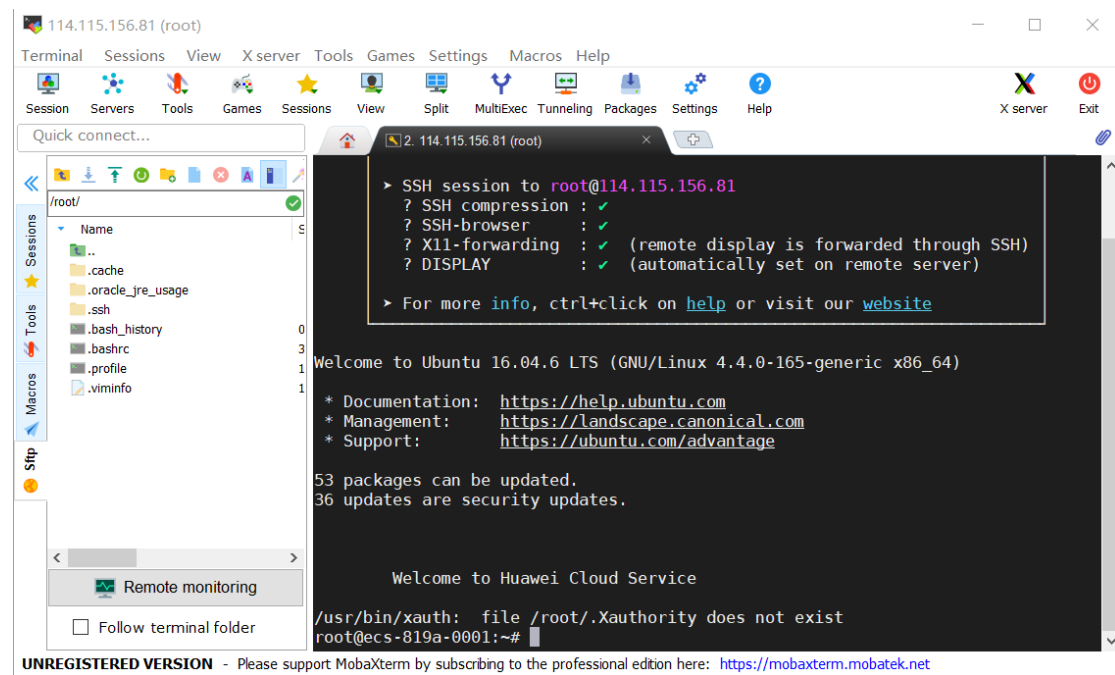 114.115.156.81 (root)
Terminal Sessions View X server Tools Games Settings Macros Help
Session Servers Tools Games Sessions View Split MultiExec Tunneling Packages Settings Help X server Exit
Quick connect...
2. 114.115.156.81 (root)
/root/
Name
..
.cache
.oracle_jre_usage
.ssh
.bash_history 0
.bashrc 3
.profile 1
.viminfo 1
Sessions
Tools
Macros
Sftp
Remote monitoring
Follow terminal folder
➤ SSH session to root@114.115.156.81
? SSH compression : ✔
? SSH-browser : ✔
? X11-forwarding : ✔ (remote display is forwarded through SSH)
? DISPLAY : ✔ (automatically set on remote server)
➤ For more info, ctrl+click on help or visit our website
Welcome to Ubuntu 16.04.6 LTS (GNU/Linux 4.4.0-165-generic x86_64)
* Documentation: https://help.ubuntu.com
* Management: https://landscape.canonical.com
* Support: https://ubuntu.com/advantage
53 packages can be updated.
36 updates are security updates.
Welcome to Huawei Cloud Service
/usr/bin/xauth: file /root/.Xauthority does not exist
root@ecs-819a-0001:~#
UNREGISTERED VERSION - Please support MobaXterm by subscribing to the professional edition here: https://mobaxterm.mobatek.net